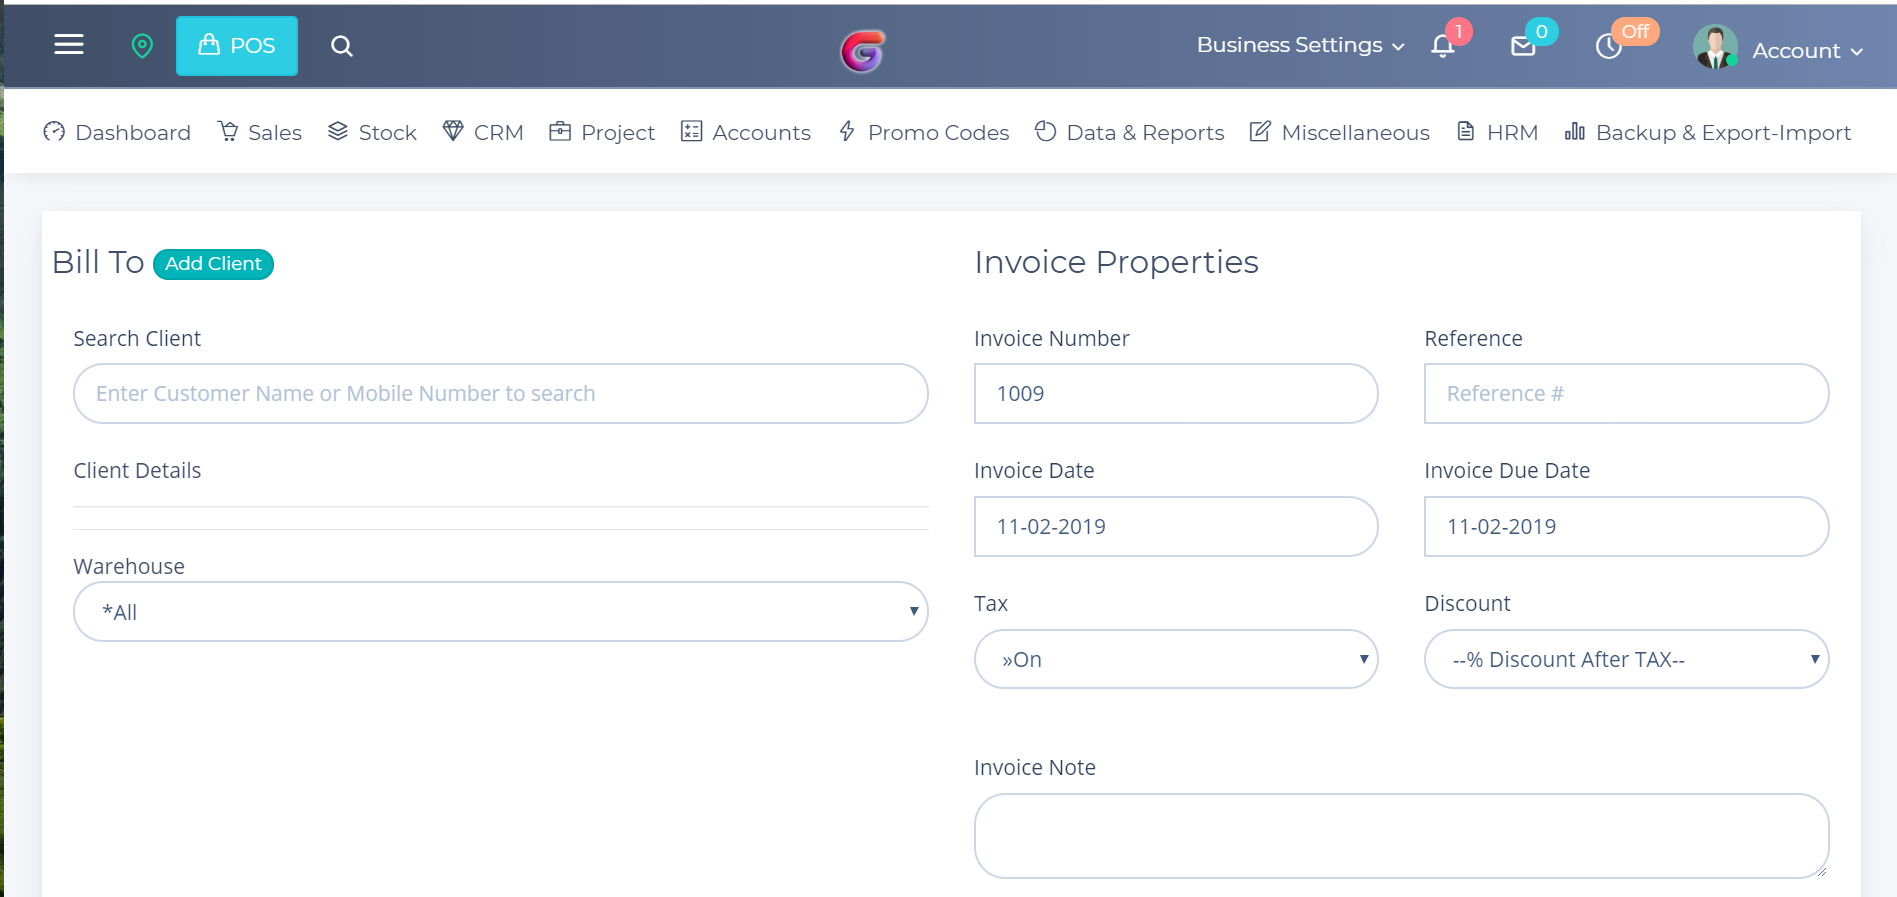 POS
Business Settings
1
0
Off
Account
Dashboard Sales Stock CRM Project Accounts Promo Codes Data & Reports Miscellaneous HRM Backup & Export-Import
Bill To Add Client
Invoice Properties
Search Client
Enter Customer Name or Mobile Number to search
Client Details
Warehouse
*All
Invoice Number
Reference
1009
Reference #
Invoice Date
Invoice Due Date
11-02-2019
11-02-2019
Tax
Discount
»On
--% Discount After TAX--
Invoice Note